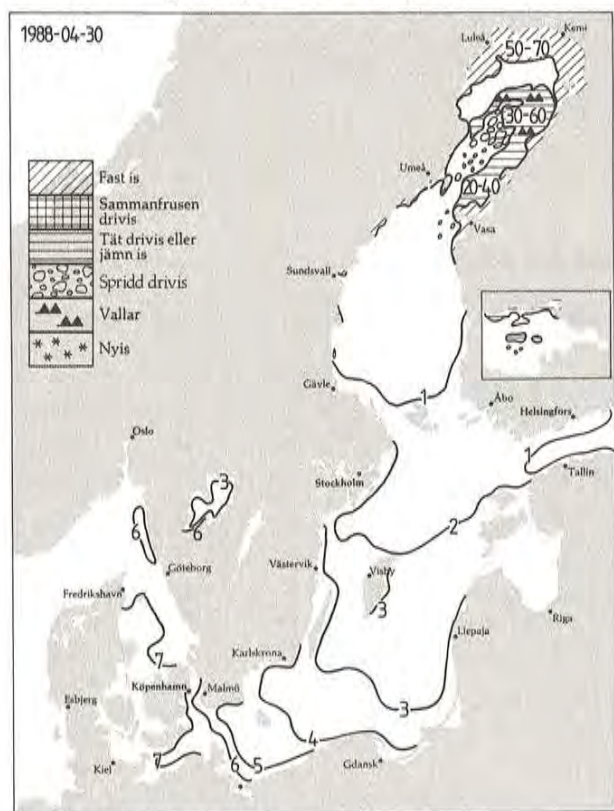 1988-04-30
Luleå
Kemi
50-70
30-60
Umeå
20-40
Vasa
Fast is
Sammanfrusen
drivis
Tät drivis eller
jämn is
Spridd drivis
Vallar
Nyis
Sundsvall
Gävle
1
Åbo
Helsingfors
Oslo
1
Tallin
Stockholm
3
6
6
2
Göteborg
Västervik
Visby
3
Fredrikshavn
Riga
Liepaja
Karlskrona
7
Köpenhamn
Malmö
Esbjerg
3
4
Kiel
7
6
5
Gdansk